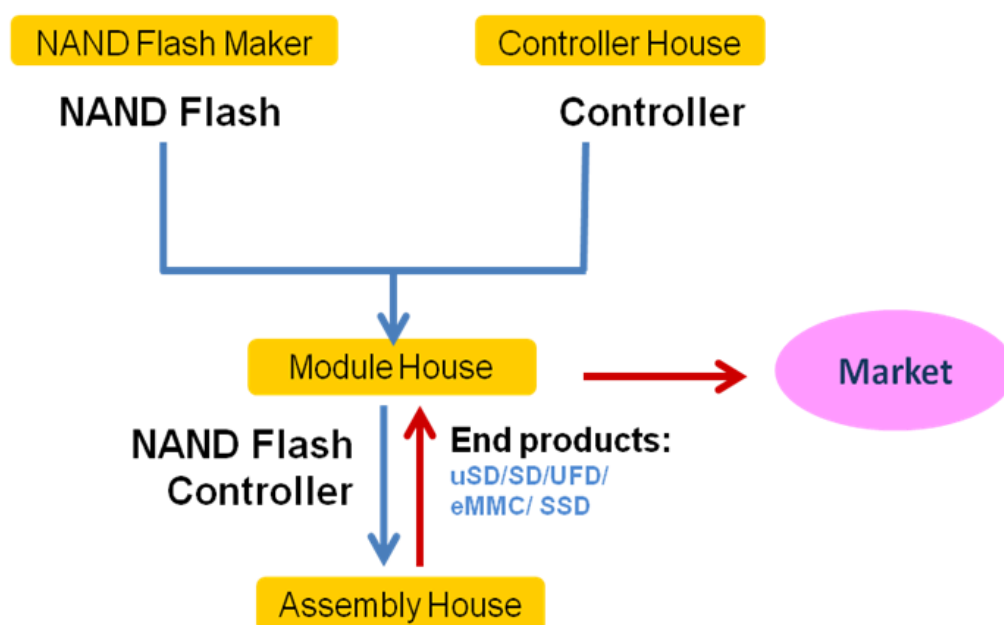 NAND Flash Maker
Controller House
NAND Flash
Controller
Module House
Market
NAND Flash
Controller
End products:
uSD/SD/UFD/
eMMC/ SSD
Assembly House